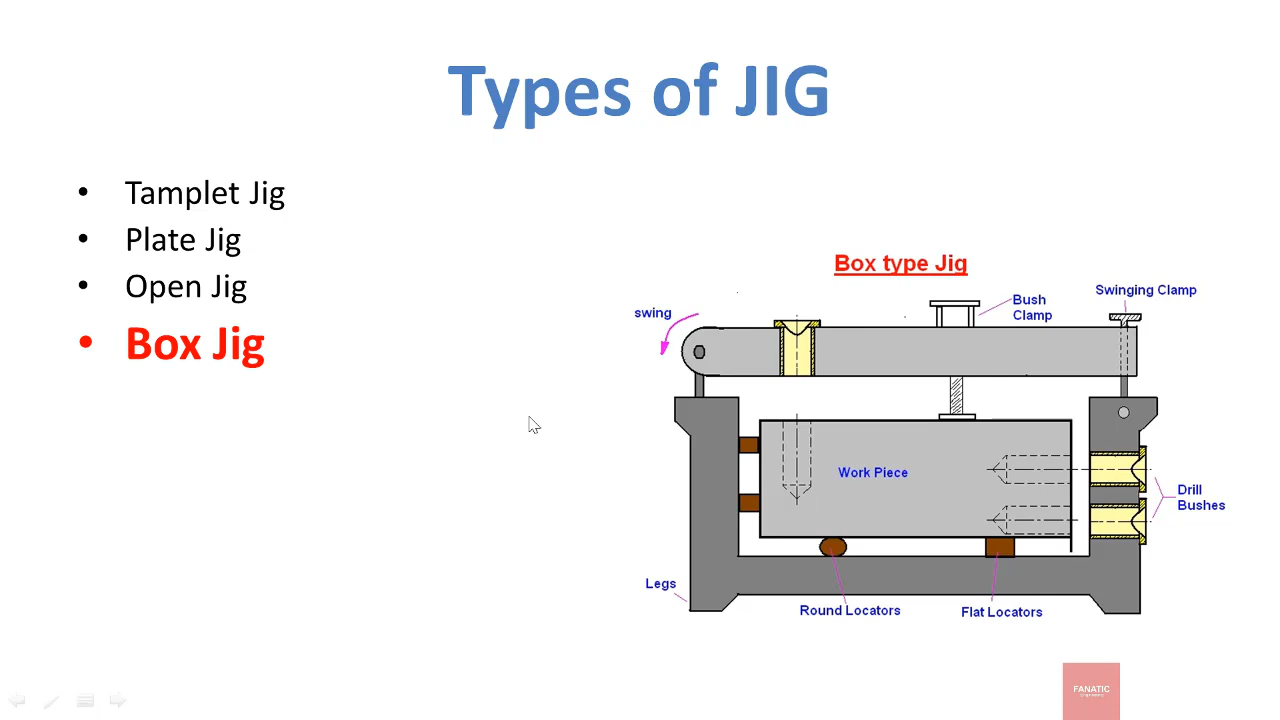 Types of JIG
• Tamplet Jig
• Plate Jig
• Open Jig
• Box Jig
Box type Jig
Swinging Clamp
Bush
Clamp
swing
Work Piece
Drill
Bushes
Legs
Round Locators
Flat Locators
FANATIC